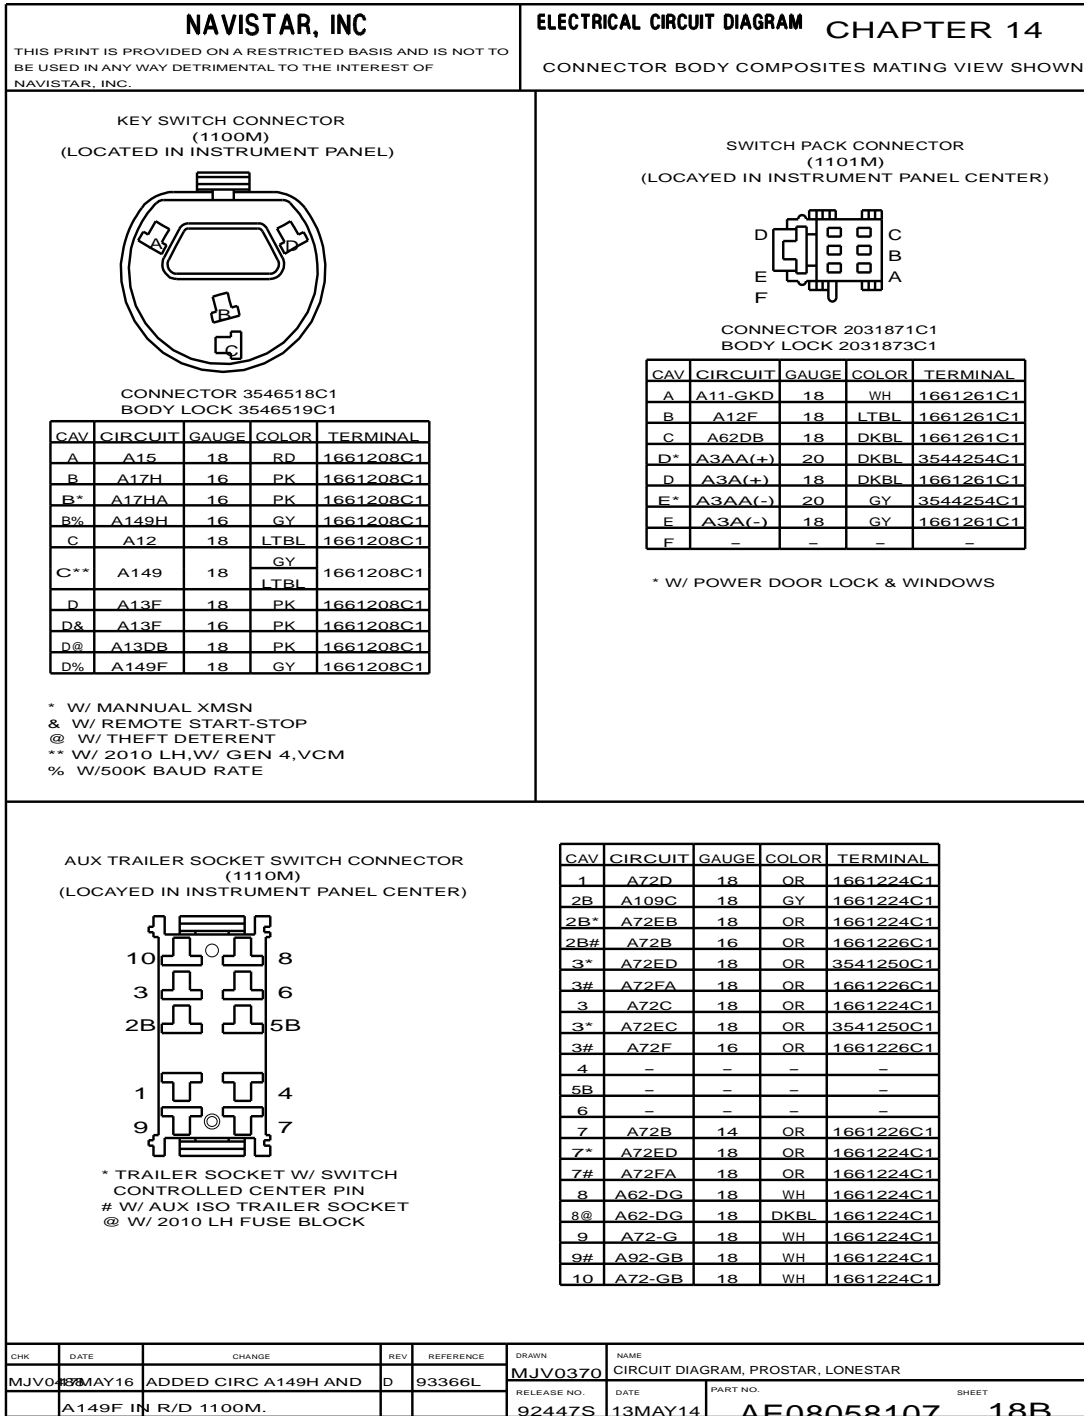 NAVISTAR, INC
THIS PRINT IS PROVIDED ON A RESTRICTED BASIS AND IS NOT TO
BE USED IN ANY WAY DETRIMENTAL TO THE INTEREST OF
NAVISTAR, INC.
ELECTRICAL CIRCUIT DIAGRAM CHAPTER 14
CONNECTOR BODY COMPOSITES MATING VIEW SHOWN
KEY SWITCH CONNECTOR
(1100M)
(LOCATED IN INSTRUMENT PANEL)
A D
B
C
CONNECTOR 3546518C1
BODY LOCK 3546519C1
CAV CIRCUIT GAUGE COLOR TERMINAL
A A15 18 RD 1661208C1
B A17H 16 PK 1661208C1
B* A17HA 16 PK 1661208C1
B% A149H 16 GY 1661208C1
C A12 18 LTBL 1661208C1
C** A149 18 GY LTBL 1661208C1
D A13F 18 PK 1661208C1
D& A13F 16 PK 1661208C1
D@ A13DB 18 PK 1661208C1
D% A149F 18 GY 1661208C1
* W/ MANNUAL XMSN
& W/ REMOTE START-STOP
@ W/ THEFT DETERENT
** W/ 2010 LH,W/ GEN 4,VCM
% W/500K BAUD RATE
SWITCH PACK CONNECTOR
(1101M)
(LOCAYED IN INSTRUMENT PANEL CENTER)
D C
B
E A
F
CONNECTOR 2031871C1
BODY LOCK 2031873C1
CAV CIRCUIT GAUGE COLOR TERMINAL
A A11-GKD 18 WH 1661261C1
B A12F 18 LTBL 1661261C1
C A62DB 18 DKBL 1661261C1
D* A3AA(+) 20 DKBL 3544254C1
D A3A(+) 18 DKBL 1661261C1
E* A3AA(-) 20 GY 3544254C1
E A3A(-) 18 GY 1661261C1
F – – – –
* W/ POWER DOOR LOCK & WINDOWS
AUX TRAILER SOCKET SWITCH CONNECTOR
(1110M)
(LOCAYED IN INSTRUMENT PANEL CENTER)
10 8
3 6
2B 5B
1 4
9 7
* TRAILER SOCKET W/ SWITCH
CONTROLLED CENTER PIN
# W/ AUX ISO TRAILER SOCKET
@ W/ 2010 LH FUSE BLOCK
CAV CIRCUIT GAUGE COLOR TERMINAL
1 A72D 18 OR 1661224C1
2B A109C 18 GY 1661224C1
2B* A72EB 18 OR 1661224C1
2B# A72B 16 OR 1661226C1
3* A72ED 18 OR 3541250C1
3# A72FA 18 OR 1661226C1
3 A72C 18 OR 1661224C1
3* A72EC 18 OR 3541250C1
3# A72F 16 OR 1661226C1
4 – – – –
5B – – – –
6 – – – –
7 A72B 14 OR 1661226C1
7* A72ED 18 OR 1661224C1
7# A72FA 18 OR 1661224C1
8 A62-DG 18 WH 1661224C1
8@ A62-DG 18 DKBL 1661224C1
9 A72-G 18 WH 1661224C1
9# A92-GB 18 WH 1661224C1
10 A72-GB 18 WH 1661224C1
CHK DATE CHANGE REV REFERENCE
MAY16 ADDED CIRC A149H AND D 93366L
A149F IN R/D 1100M.
DRAWN NAME
MJV0370 CIRCUIT DIAGRAM, PROSTAR, LONESTAR
RELEASE NO. DATE PART NO. SHEET
92447S 13MAY14 AE08058107 18B